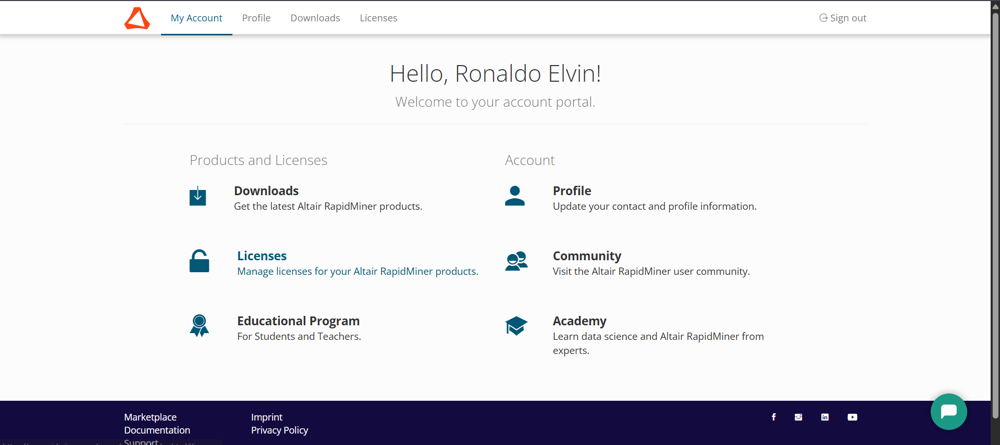 My Account Profile Downloads Licenses Sign out
Hello, Ronaldo Elvin!
Welcome to your account portal.
Products and Licenses
Downloads
Get the latest Altair RapidMiner products.
Licenses
Manage licenses for your Altair RapidMiner products.
Educational Program
For Students and Teachers.
Account
Profile
Update your contact and profile information.
Community
Visit the Altair RapidMiner user community.
Academy
Learn data science and Altair RapidMiner from
experts.
Marketplace
Documentation
Support
Imprint
Privacy Policy